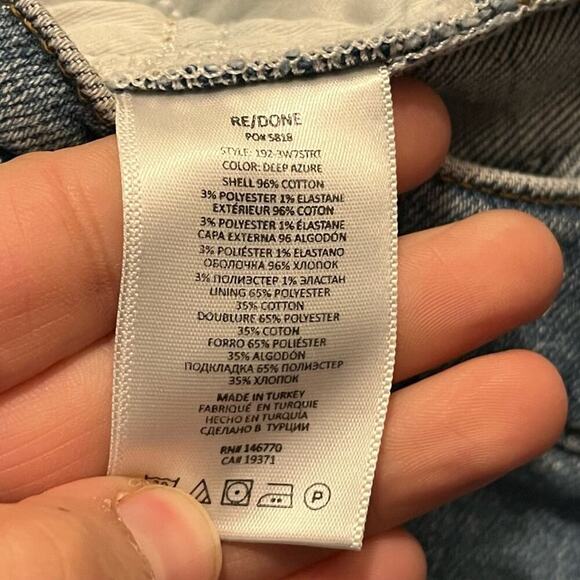 RE/DONE
PO# 5818
STYLE: 192-3W7STRT
COLOR: DEEP AZURE
SHELL 96% COTTON
3% POLYESTER 1% ELASTANE
EXTÉRIEUR 96% COTON
3% POLYESTER 1% ÉLASTANE
CAPA EXTERNA 96 ALGODÓN
3% POLIÉSTER 1% ELASTANO
ОБОЛОЧКА 96% ХЛОПОК
3% ПОЛИЭСТЕР 1% ЭЛАСТАН
LINING 65% POLYESTER
35% COTTON
DOUBLURE 65% POLYESTER
35% COTON
FORRO 65% POLIÉSTER
35% ALGODÓN
ПОДКЛАДКА 65% ПОЛИЭСТЕР
35% ХЛОПОК
MADE IN TURKEY
FABRIQUÉ EN TURQUIE
HECHO EN TURQUÍA
СДЕЛАНО В ТУРЦИИ
RN# 146770
CA# 19371
P